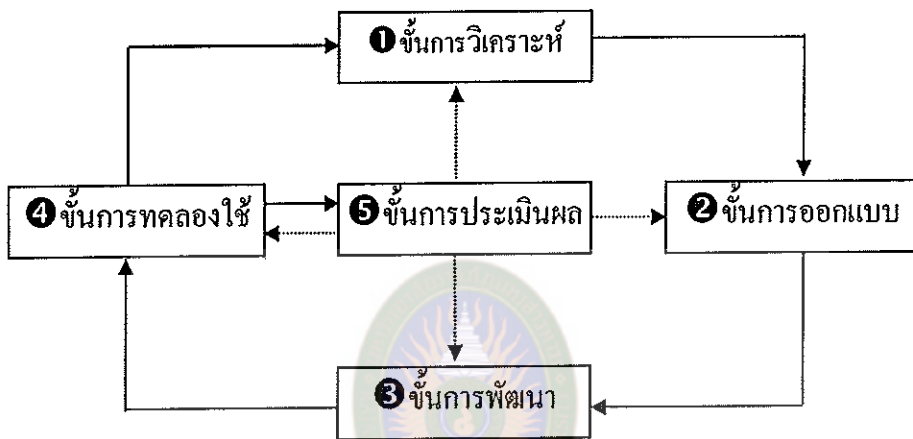 ❶ขั้นการวิเคราะห์
❹ขั้นการทดลองใช้
❺ขั้นการประเมินผล
❷ขั้นการออกแบบ
❸ขั้นการพัฒนา